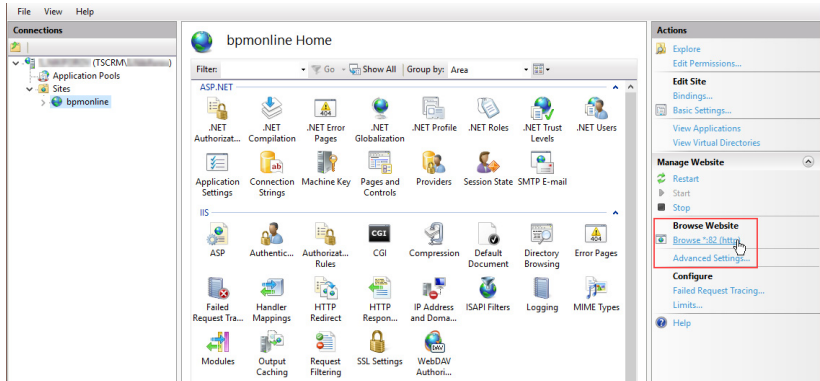 File View Help
Connections
(TSCRM\
Application Pools
Sites
bpmonline
bpmonline Home
Filter: Go Show All Group by: Area
ASP.NET
.NET Authorizat...
.NET Compilation
.NET Error Pages
.NET Globalization
.NET Profile
.NET Roles
.NET Trust Levels
.NET Users
Application Settings
Connection Strings
Machine Key
Pages and Controls
Providers
Session State
SMTP E-mail
IIS
ASP
Authentic...
Authorizat... Rules
CGI
Compression
Default Document
Directory Browsing
Error Pages
Failed Request Tra...
Handler Mappings
HTTP Redirect
HTTP Respon...
IP Address and Doma...
ISAPI Filters
Logging
MIME Types
Modules
Output Caching
Request Filtering
SSL Settings
WebDAV Authori...
Actions
Explore
Edit Permissions...
Edit Site
Bindings...
Basic Settings...
View Applications
View Virtual Directories
Manage Website
Restart
Start
Stop
Browse Website
Browse *:82 (http)
Advanced Settings...
Configure
Failed Request Tracing...
Limits...
Help